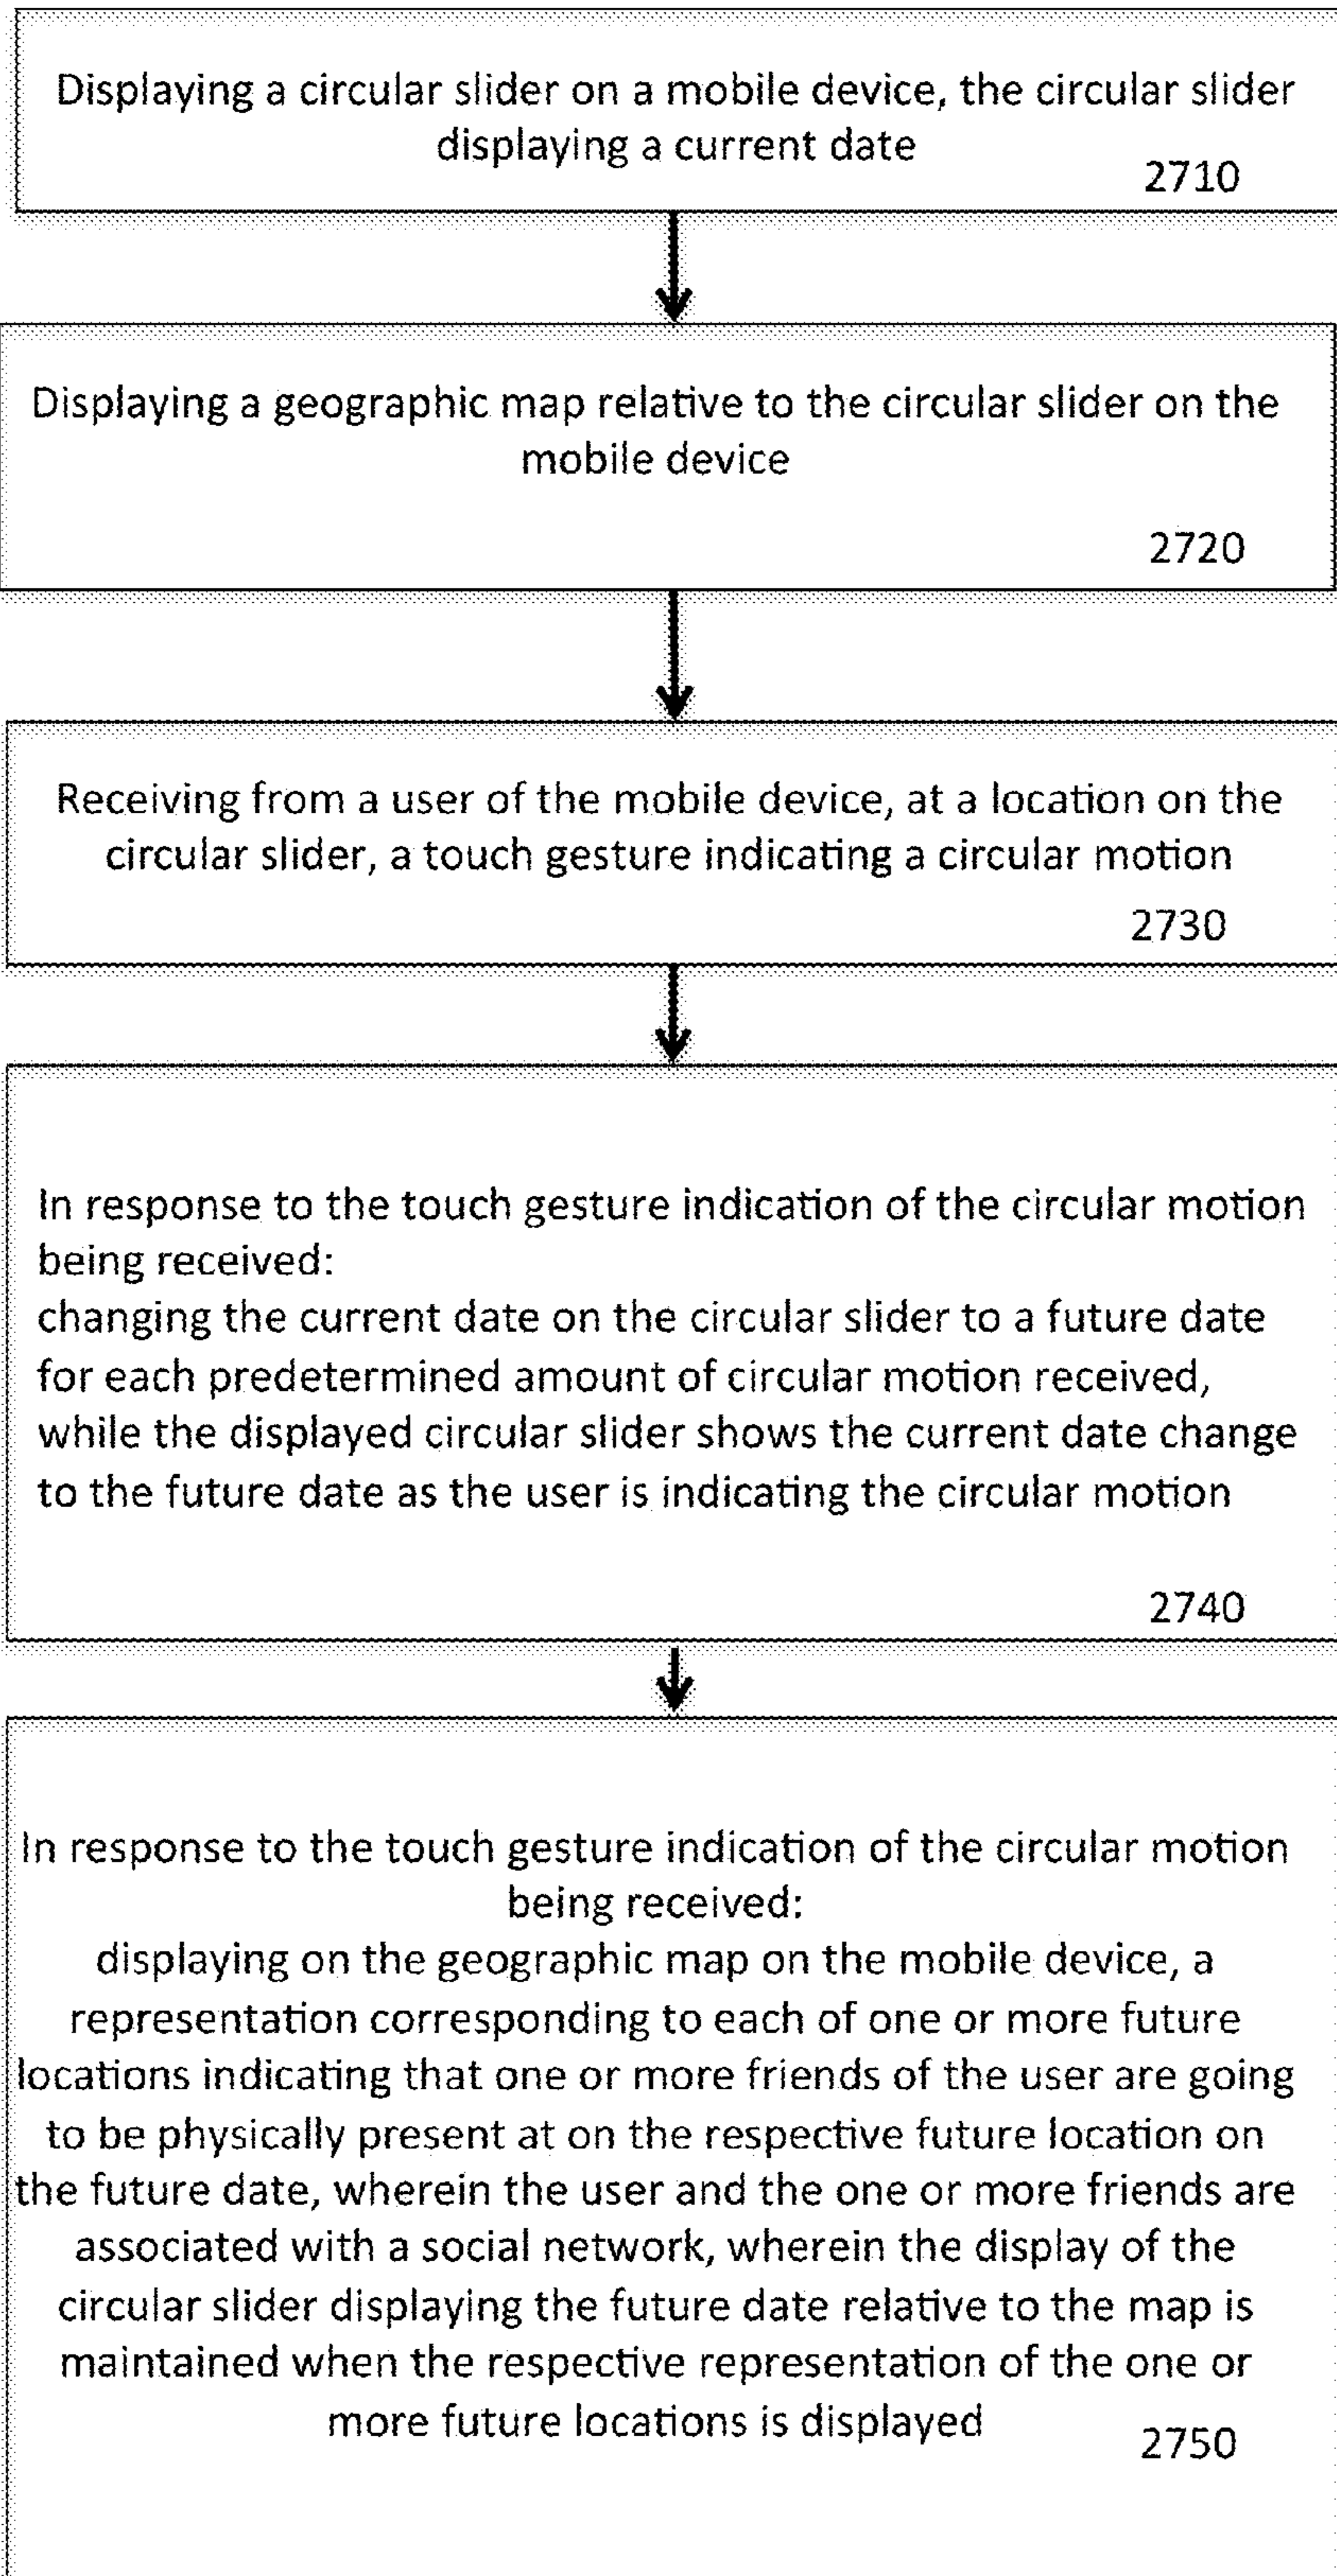 Displaying a circular slider on a mobile device, the circular slider
displaying a current date
2710
Displaying a geographic map relative to the circular slider on the
mobile device
2720
Receiving from a user of the mobile device, at a location on the
circular slider, a touch gesture indicating a circular motion
2730
In response to the touch gesture indication of the circular motion
being received:
changing the current date on the circular slider to a future date
for each predetermined amount of circular motion received,
while the displayed circular slider shows the current date change
to the future date as the user is indicating the circular motion
2740
In response to the touch gesture indication of the circular motion
being received:
displaying on the geographic map on the mobile device, a
representation corresponding to each of one or more future
locations indicating that one or more friends of the user are going
to be physically present at on the respective future location on
the future date, wherein the user and the one or more friends are
associated with a social network, wherein the display of the
circular slider displaying the future date relative to the map is
maintained when the respective representation of the one or
more future locations is displayed
2750